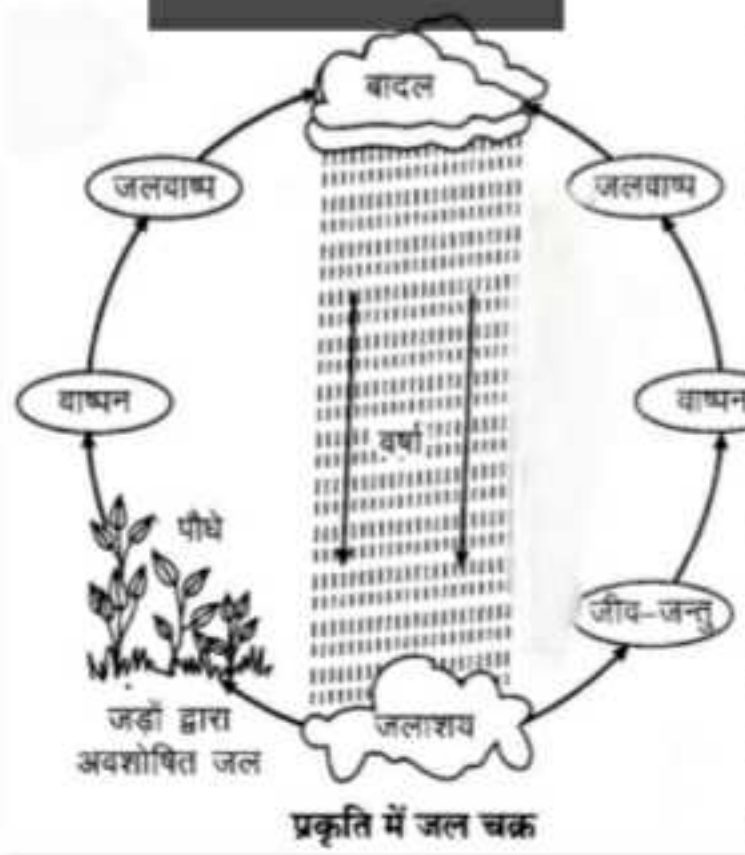 बादल
जलवाष्प
जलवाष्प
वाष्पन
वाष्पन
वर्षा
पौधे
जीव-जन्तु
जड़ों द्वारा
अवशोषित जल
जलाशय
प्रकृति में जल चक्र